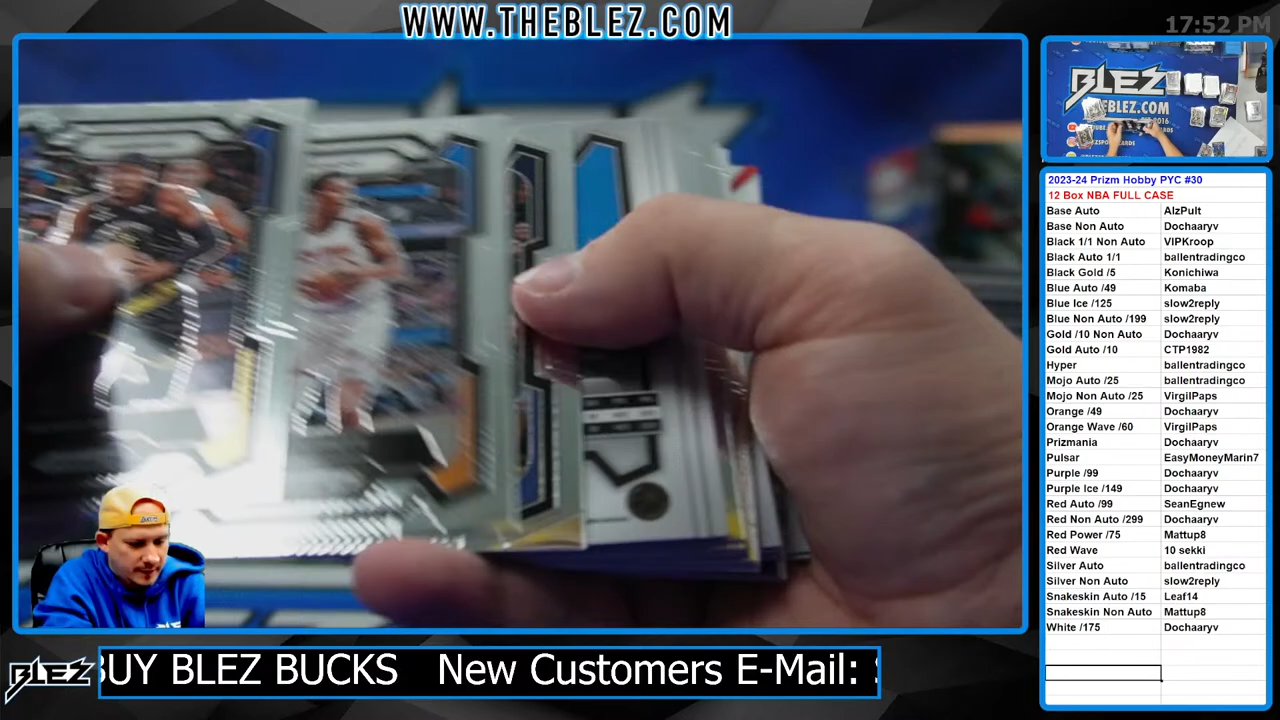 WWW.THEBLEZ.COM
17:52 PM
BLEZ
THEBLEZ.COM
2023-24 Prizm Hobby PYC #30
12 Box NBA FULL CASE
Base Auto AlzPult
Base Non Auto Dochaaryv
Black 1/1 Non Auto VIPKroop
Black Auto 1/1 ballentradingco
Black Gold /5 Konichiwa
Blue Auto /49 Komaba
Blue Ice /125 slow2reply
Blue Non Auto /199 slow2reply
Gold /10 Non Auto Dochaaryv
Gold Auto /10 CTP1982
Hyper ballentradingco
Mojo Auto /25 ballentradingco
Mojo Non Auto /25 VirgilPaps
Orange /49 Dochaaryv
Orange Wave /60 VirgilPaps
Prizmania Dochaaryv
Pulsar EasyMoneyMarin7
Purple /99 Dochaaryv
Purple Ice /149 Dochaaryv
Red Auto /99 SeanEgnew
Red Non Auto /299 Dochaaryv
Red Power /75 Mattup8
Red Wave 10 sekki
Silver Auto ballentradingco
Silver Non Auto slow2reply
Snakeskin Auto /15 Leaf14
Snakeskin Non Auto Mattup8
White /175 Dochaaryv
BLEZ
BUY BLEZ BUCKS New Customers E-Mail: